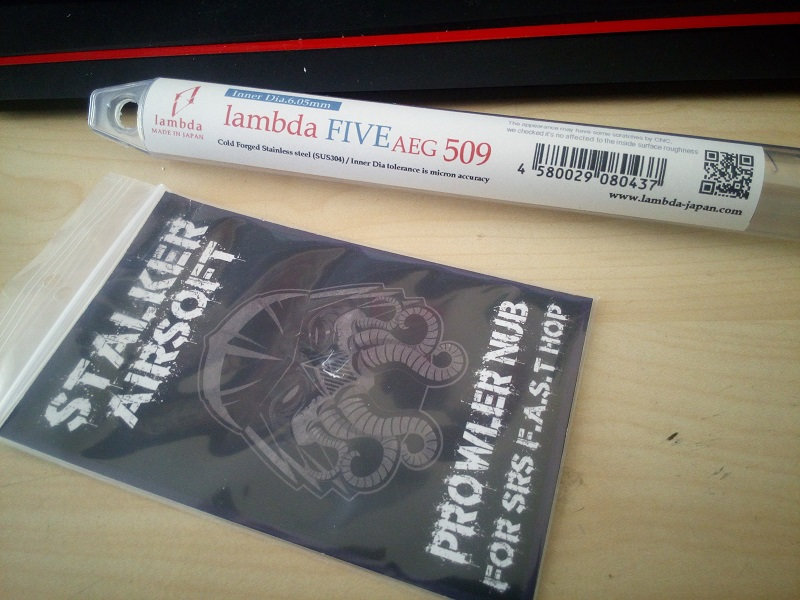 lambda
MADE IN JAPAN
Inner Dia.6.05mm
lambda FIVE AEG 509
Cold Forged Stainless steel (SUS304) / Inner Dia tolerance is micron accuracy
The appearance may have some scratches by CNC,
we checked it's no affected to the inside surface roughness
4 580029 080437
www.lambda-japan.com
STALKER
AIRSOFT
PROWLER NUB
FOR SRS F.A.S.T HOP